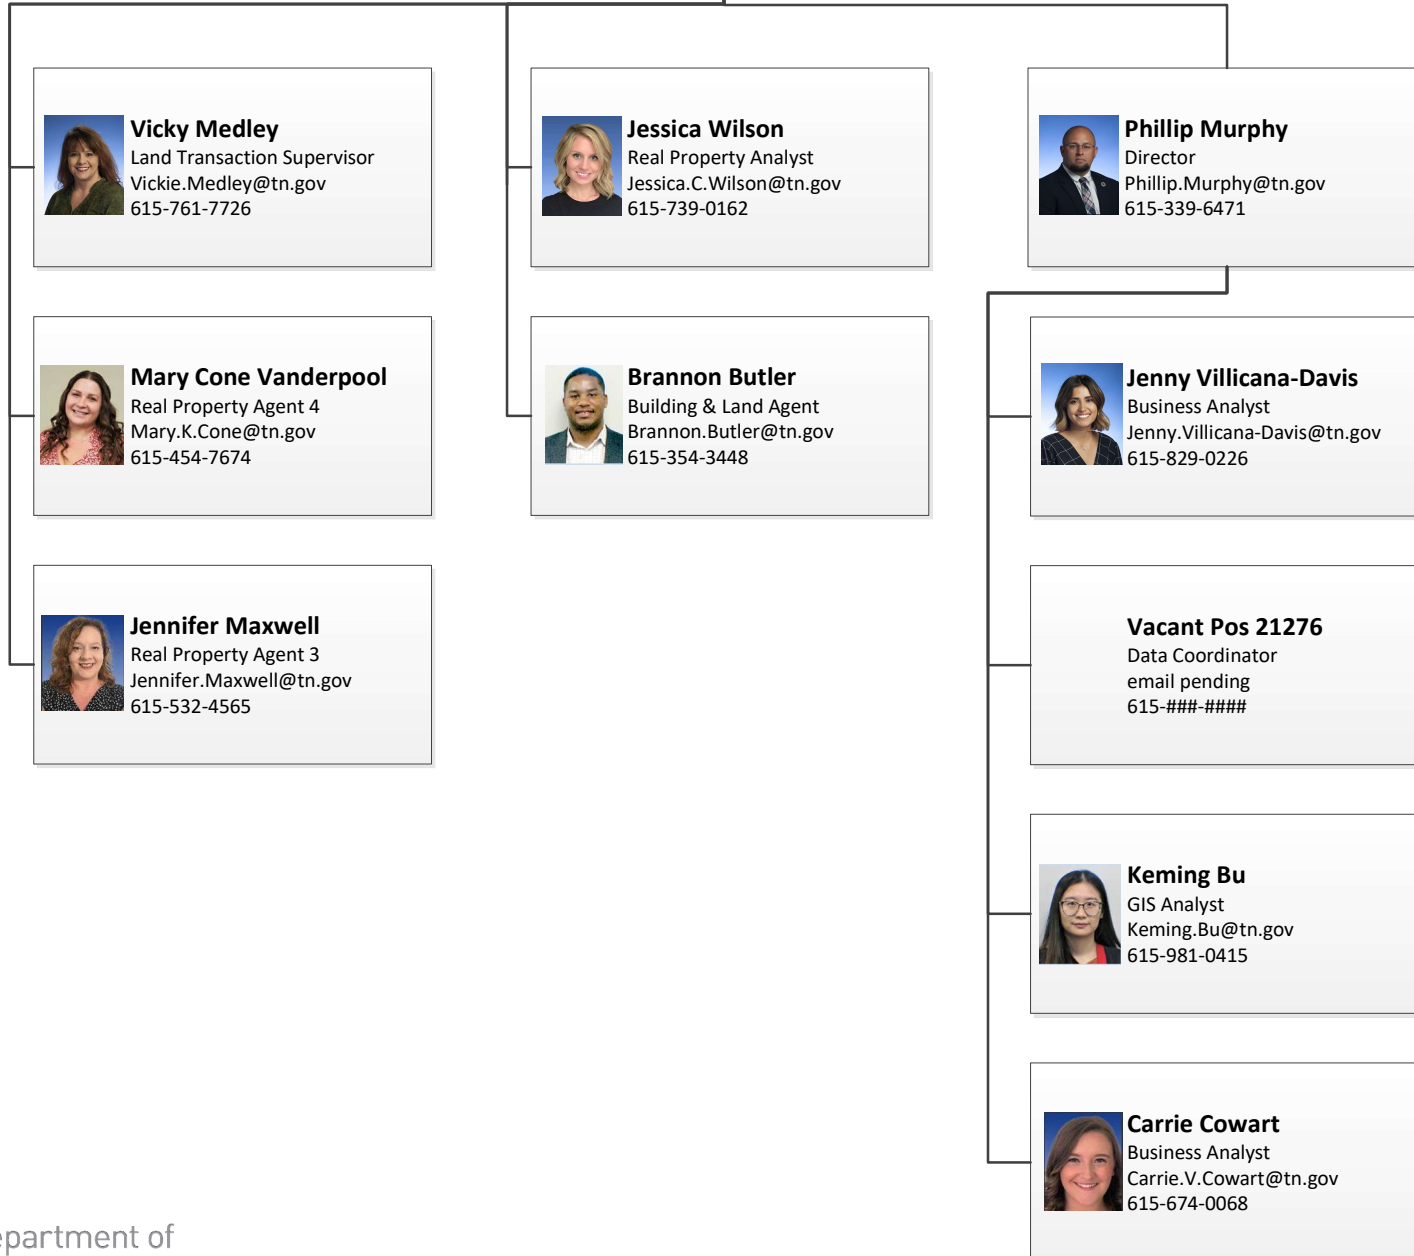 Vicky Medley
Land Transaction Supervisor
Vickie.Medley@tn.gov
615-761-7726
Jessica Wilson
Real Property Analyst
Jessica.C.Wilson@tn.gov
615-739-0162
Phillip Murphy
Director
Phillip.Murphy@tn.gov
615-339-6471
Mary Cone Vanderpool
Real Property Agent 4
Mary.K.Cone@tn.gov
615-454-7674
Brannon Butler
Building & Land Agent
Brannon.Butler@tn.gov
615-354-3448
Jenny Villicana-Davis
Business Analyst
Jenny.Villicana-Davis@tn.gov
615-829-0226
Jennifer Maxwell
Real Property Agent 3
Jennifer.Maxwell@tn.gov
615-532-4565
Vacant Pos 21276
Data Coordinator
email pending
615-###-####
Keming Bu
GIS Analyst
Keming.Bu@tn.gov
615-981-0415
Carrie Cowart
Business Analyst
Carrie.V.Cowart@tn.gov
615-674-0068
epartment of